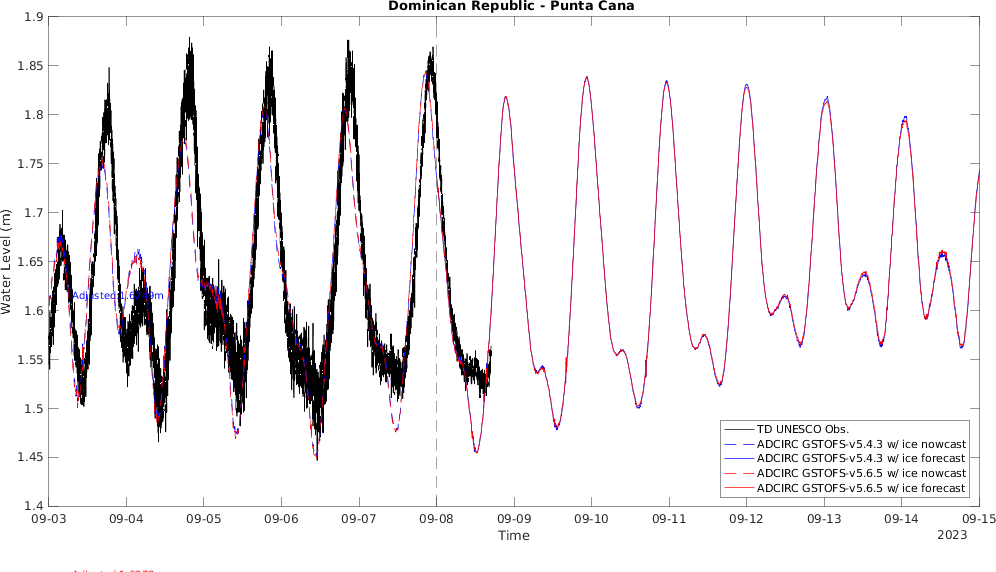 Dominican Republic - Punta Cana
Water Level (m)
1.9
1.85
1.8
1.75
1.7
1.65
1.6
1.55
1.5
1.45
1.4
TD UNESCO Obs.
ADCIRC GSTOFS-v5.4.3 w/ ice nowcast
ADCIRC GSTOFS-v5.4.3 w/ ice forecast
ADCIRC GSTOFS-v5.6.5 w/ ice nowcast
ADCIRC GSTOFS-v5.6.5 w/ ice forecast
09-03 09-04 09-05 09-06 09-07 09-08 09-09 09-10 09-11 09-12 09-13 09-14 09-15
Time
2023